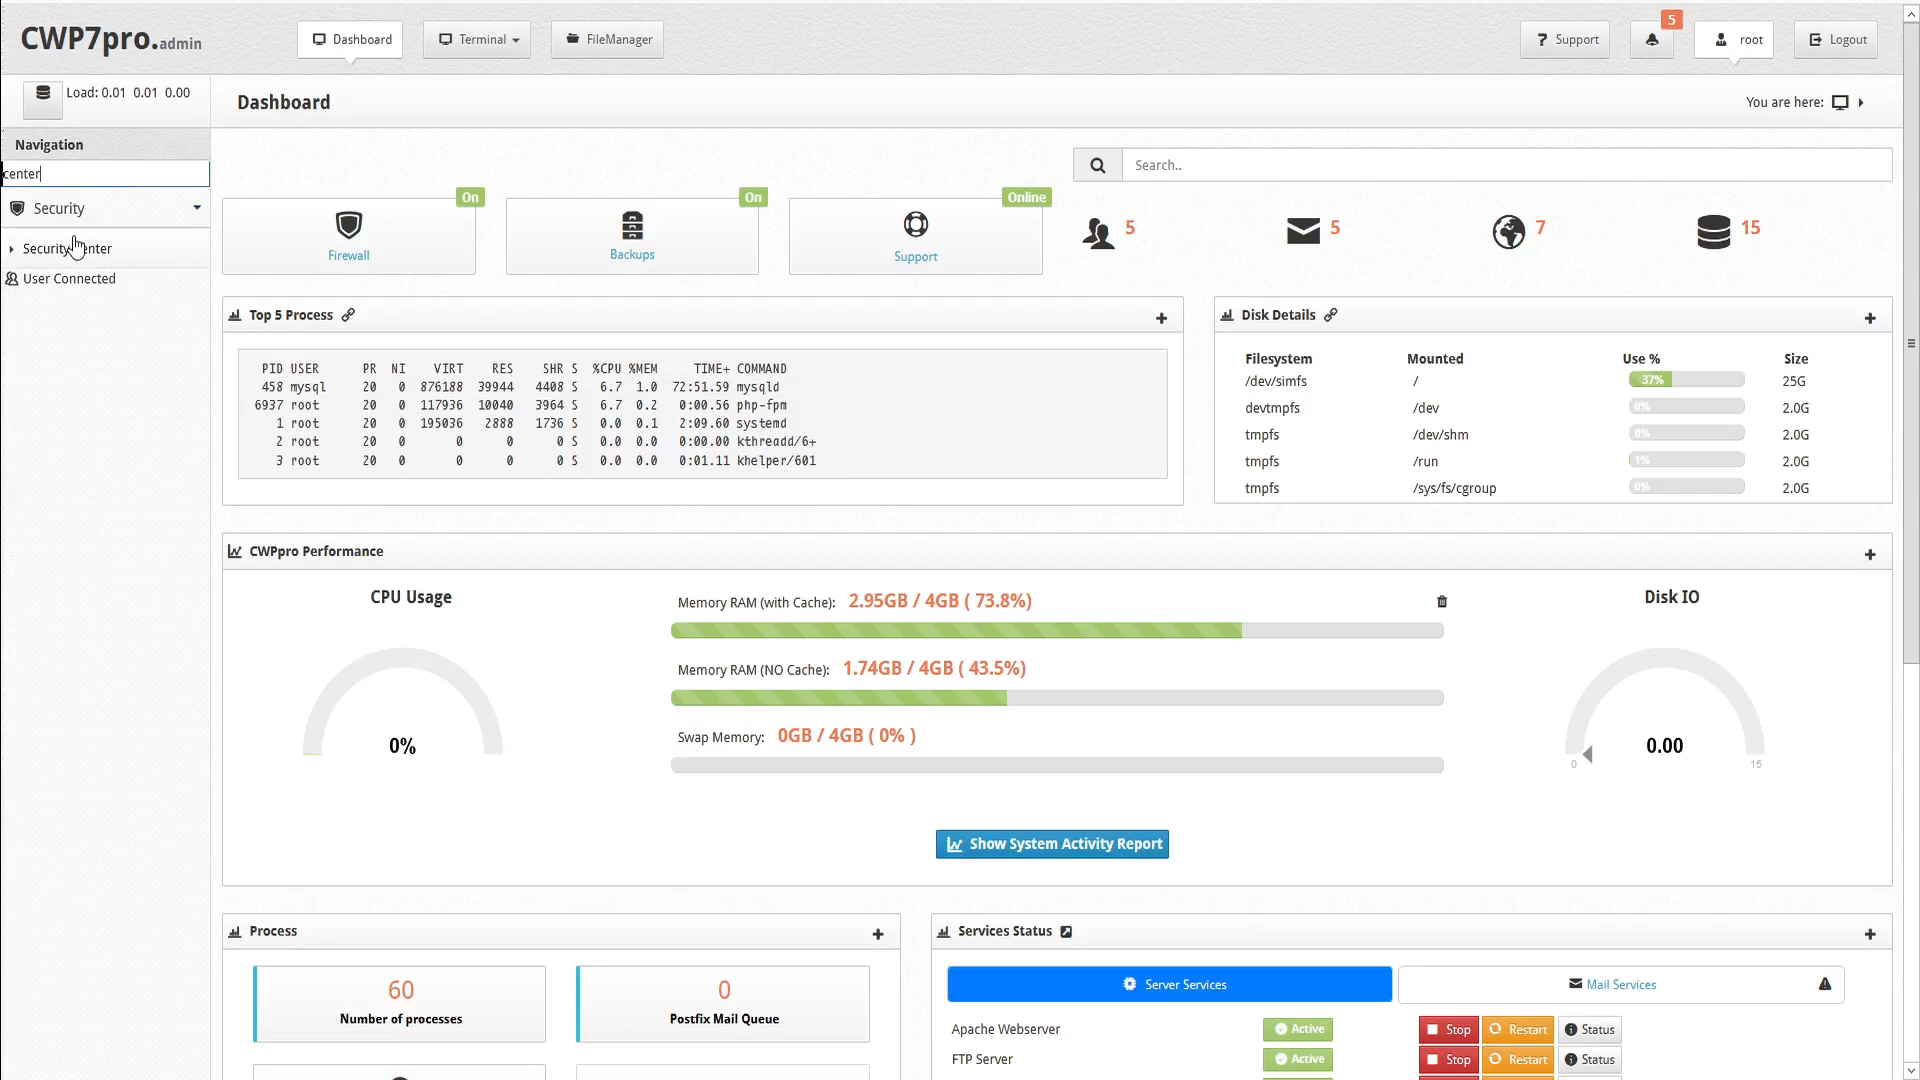 CWP7pro.admin
Dashboard
Terminal
FileManager
? Support
5
root
Logout
Load: 0.01 0.01 0.00
Dashboard
You are here:
Navigation
center
Search..
Security
Security
User Connected
On
Firewall
On
Backups
Online
Support
5
5
7
15
Top 5 Process
PID USER PR NI VIRT RES SHR S %CPU %MEM TIME+ COMMAND
458 mysql 20 0 876188 39944 4408 S 6.7 1.0 72:51.59 mysqld
6937 root 20 0 117936 10040 3964 S 6.7 0.2 0:00.56 php-fpm
1 root 20 0 195036 2888 1736 S 0.0 0.1 2:09.60 systemd
2 root 20 0 0 0 0 S 0.0 0.0 0:00.00 kthreadd/6+
3 root 20 0 0 0 0 S 0.0 0.0 0:01.11 khelper/601
Disk Details
Filesystem Mounted Use % Size
/dev/simfs / 37% 25G
devtmpfs /dev 0% 2.0G
tmpfs /dev/shm 0% 2.0G
tmpfs /run 1% 2.0G
tmpfs /sys/fs/cgroup 0% 2.0G
CWPpro Performance
CPU Usage
0%
Memory RAM (with Cache): 2.95GB / 4GB ( 73.8%)
Memory RAM (NO Cache): 1.74GB / 4GB ( 43.5%)
Swap Memory: 0GB / 4GB ( 0% )
Disk IO
0.00
0 15
Show System Activity Report
Process
60
Number of processes
0
Postfix Mail Queue
Services Status
Server Services
Mail Services
Apache Webserver Active Stop Restart Status
FTP Server Active Stop Restart Status